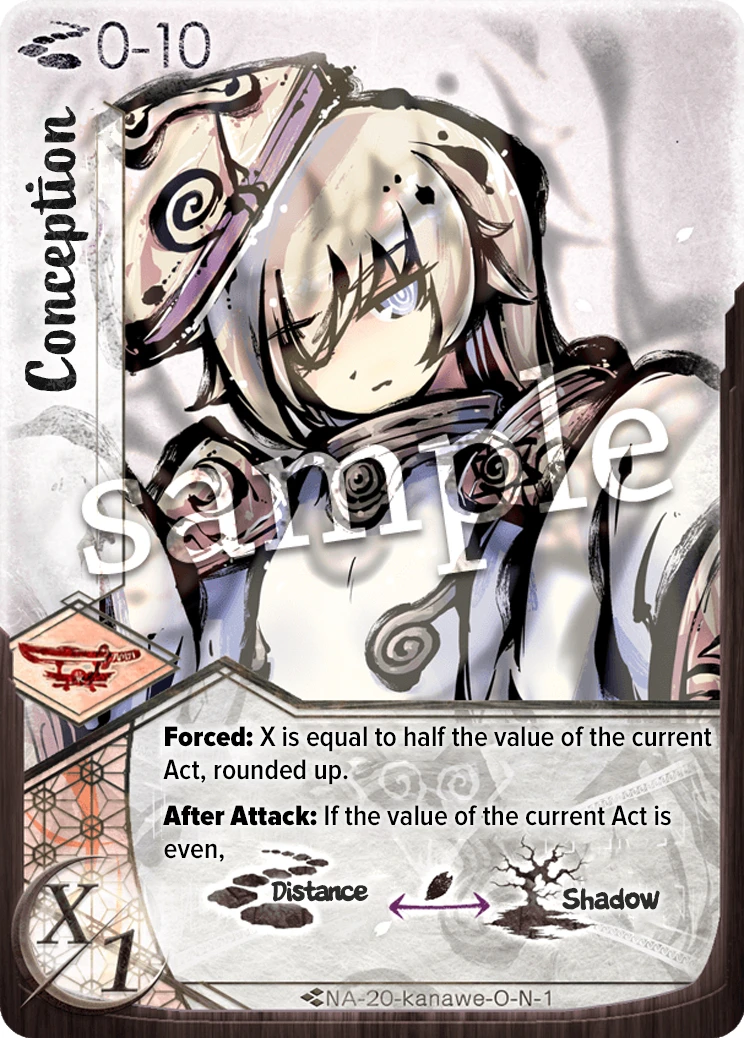 0-10
Conception
sample
Forced: X is equal to half the value of the current
Act, rounded up.
After Attack: If the value of the current Act is
even,
Distance
Shadow
X/1
NA-20-kanawe-O-N-1